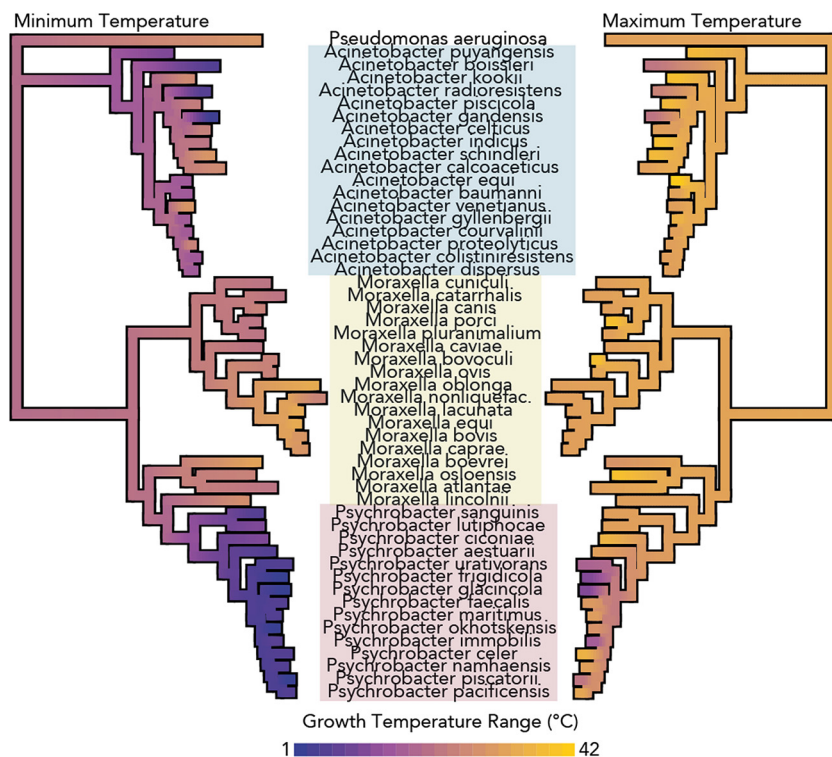 Minimum Temperature
Maximum Temperature
Pseudomonas aeruginosa
Acinetobacter puyangensis
Acinetobacter boissieri
Acinetobacter kookii
Acinetobacter radioresistens
Acinetobacter piscicola
Acinetobacter gandensis
Acinetobacter celticus
Acinetobacter indicus
Acinetobacter schindleri
Acinetobacter calcoaceticus
Acinetobacter equi
Acinetobacter baumanni
Acinetobacter venetianus
Acinetobacter gyllenbergii
Acinetobacter courvalinii
Acinetobacter proteolyticus
Acinetobacter colistiniresistens
Acinetobacter dispersus
Moraxella cuniculi
Moraxella catarrhalis
Moraxella canis
Moraxella porci
Moraxella pluranimalium
Moraxella caviae
Moraxella bovoculi
Moraxella ovis
Moraxella oblonga
Moraxella nonliquefac.
Moraxella lacunata
Moraxella equi
Moraxella bovis
Moraxella caprae
Moraxella boevrei
Moraxella osloensis
Moraxella atlantae
Moraxella lincolnii
Psychrobacter sanguinis
Psychrobacter lutiphocae
Psychrobacter ciconiae
Psychrobacter aestuarii
Psychrobacter urativorans
Psychrobacter frigidicola
Psychrobacter glacincola
Psychrobacter faecalis
Psychrobacter maritimus
Psychrobacter okhotskensis
Psychrobacter immobilis
Psychrobacter celer
Psychrobacter namhaensis
Psychrobacter piscatorii
Psychrobacter pacificensis
Growth Temperature Range (°C)
1 42